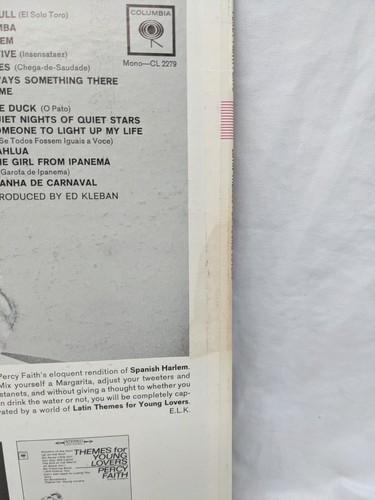 ULL (El Solo Toro)
COLUMBIA
MBA
EM
TIVE (Insensatez)
Mono—CL 2279
ES (Chega-de-Saudade)
AYS SOMETHING THERE
ME
E DUCK (O Pato)
UIET NIGHTS OF QUIET STARS
OMEONE TO LIGHT UP MY LIFE
Se Todos Fossem Iguais a Voce)
AHLUA
HE GIRL FROM IPANEMA
Garota de Ipanema)
ANHA DE CARNAVAL
RODUCED BY ED KLEBAN
Percy Faith's eloquent rendition of Spanish Harlem.
Mix yourself a Margarita, adjust your tweeters and
stanets, and without giving a thought to whether you
n drink the water or not, you will be completely cap-
vated by a world of Latin Themes for Young Lovers.
E.L.K.
THEMES for
YOUNG
LOVERS
PERCY
FAITH